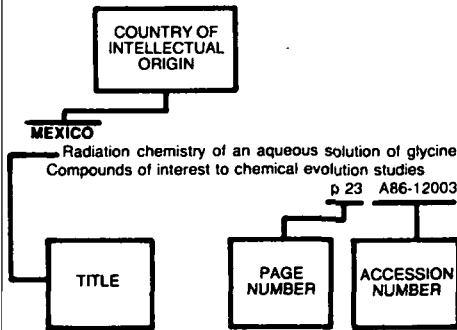 COUNTRY OF
INTELLECTUAL
ORIGIN
MEXICO
Radiation chemistry of an aqueous solution of glycine
Compounds of interest to chemical evolution studies
p 23 A86-12003
TITLE
PAGE
NUMBER
ACCESSION
NUMBER